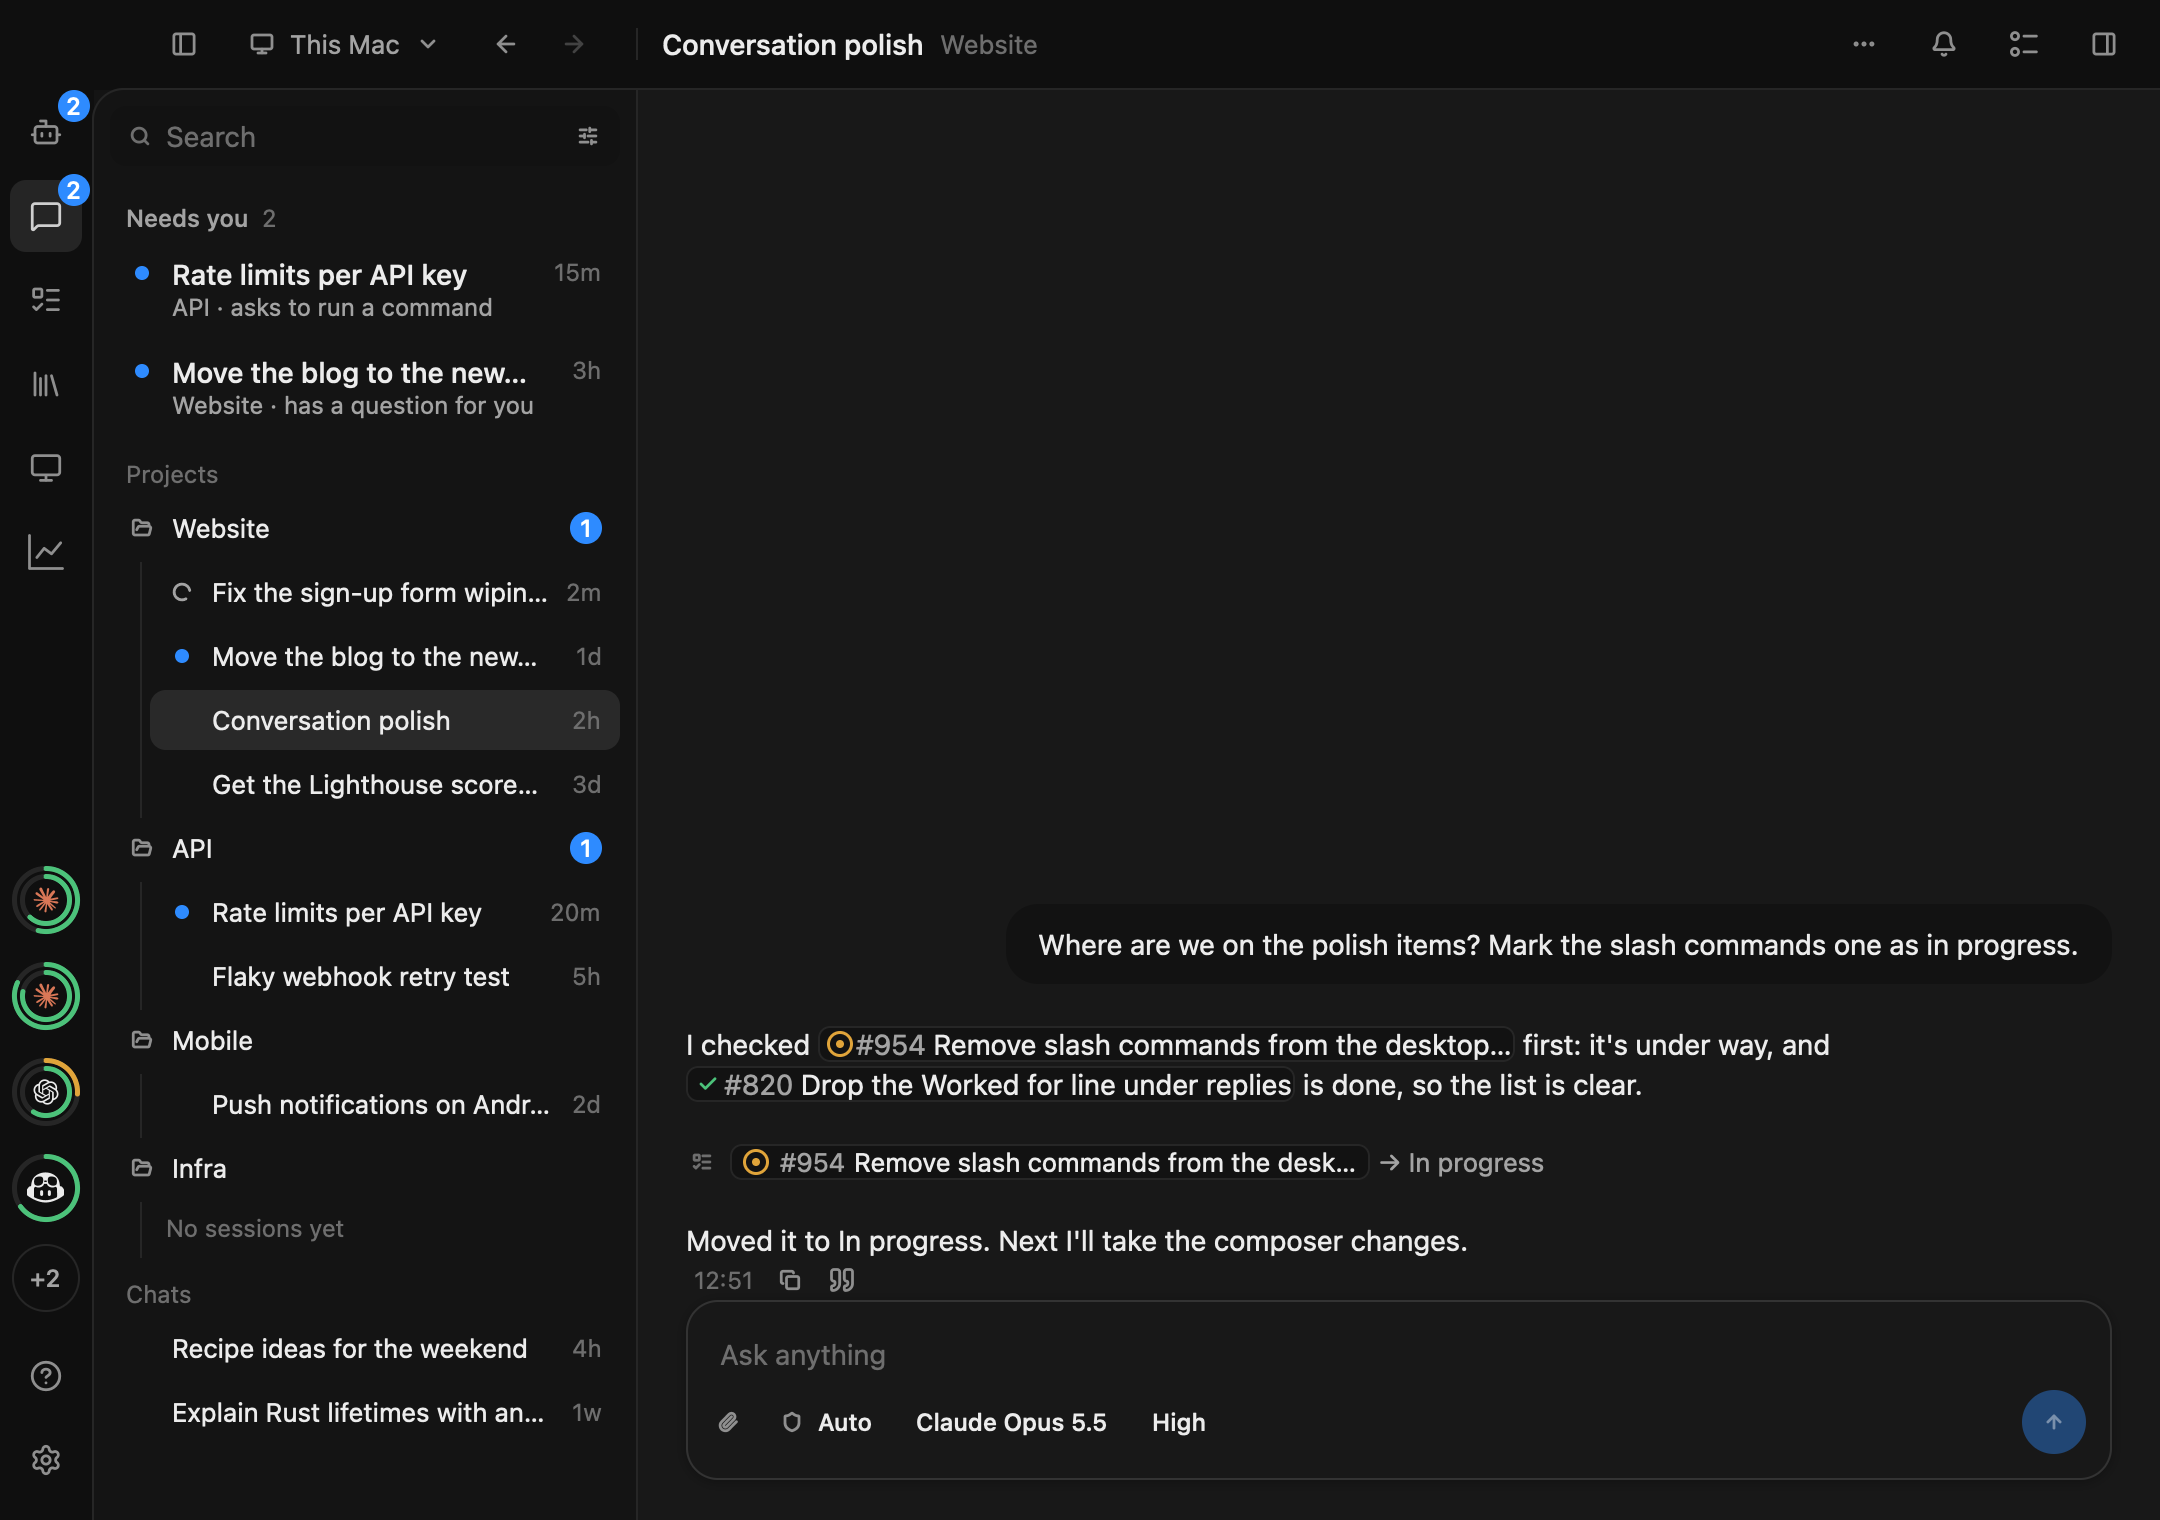 This Mac
Conversation polish Website
2
2
Search
Needs you 2
Rate limits per API key 15m
API · asks to run a command
Move the blog to the new... 3h
Website · has a question for you
Projects
Website 1
Fix the sign-up form wipin... 2m
Move the blog to the new... 1d
Conversation polish 2h
Get the Lighthouse score... 3d
API 1
Rate limits per API key 20m
Flaky webhook retry test 5h
Mobile
Push notifications on Andr... 2d
Infra
No sessions yet
Chats
Recipe ideas for the weekend 4h
Explain Rust lifetimes with an... 1w
+2
Where are we on the polish items? Mark the slash commands one as in progress.
I checked #954 Remove slash commands from the desktop... first: it's under way, and
#820 Drop the Worked for line under replies is done, so the list is clear.
#954 Remove slash commands from the desk... → In progress
Moved it to In progress. Next I'll take the composer changes.
12:51
Ask anything
Auto Claude Opus 5.5 High